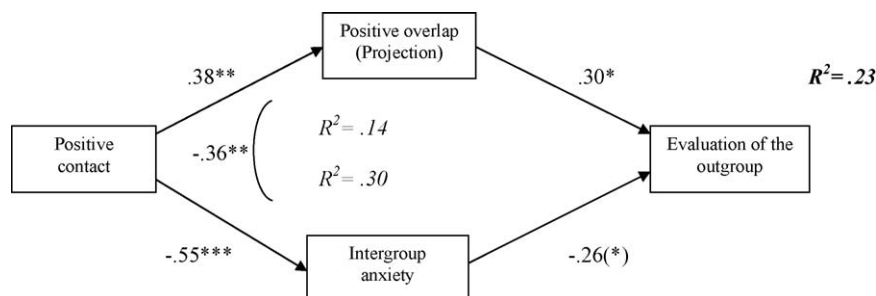 Positive overlap
(Projection)
.38**
.30*
R²= .23
Positive
contact
-.36**
R²= .14
R²= .30
Evaluation of the
outgroup
-.55***
Intergroup
anxiety
-.26(*)